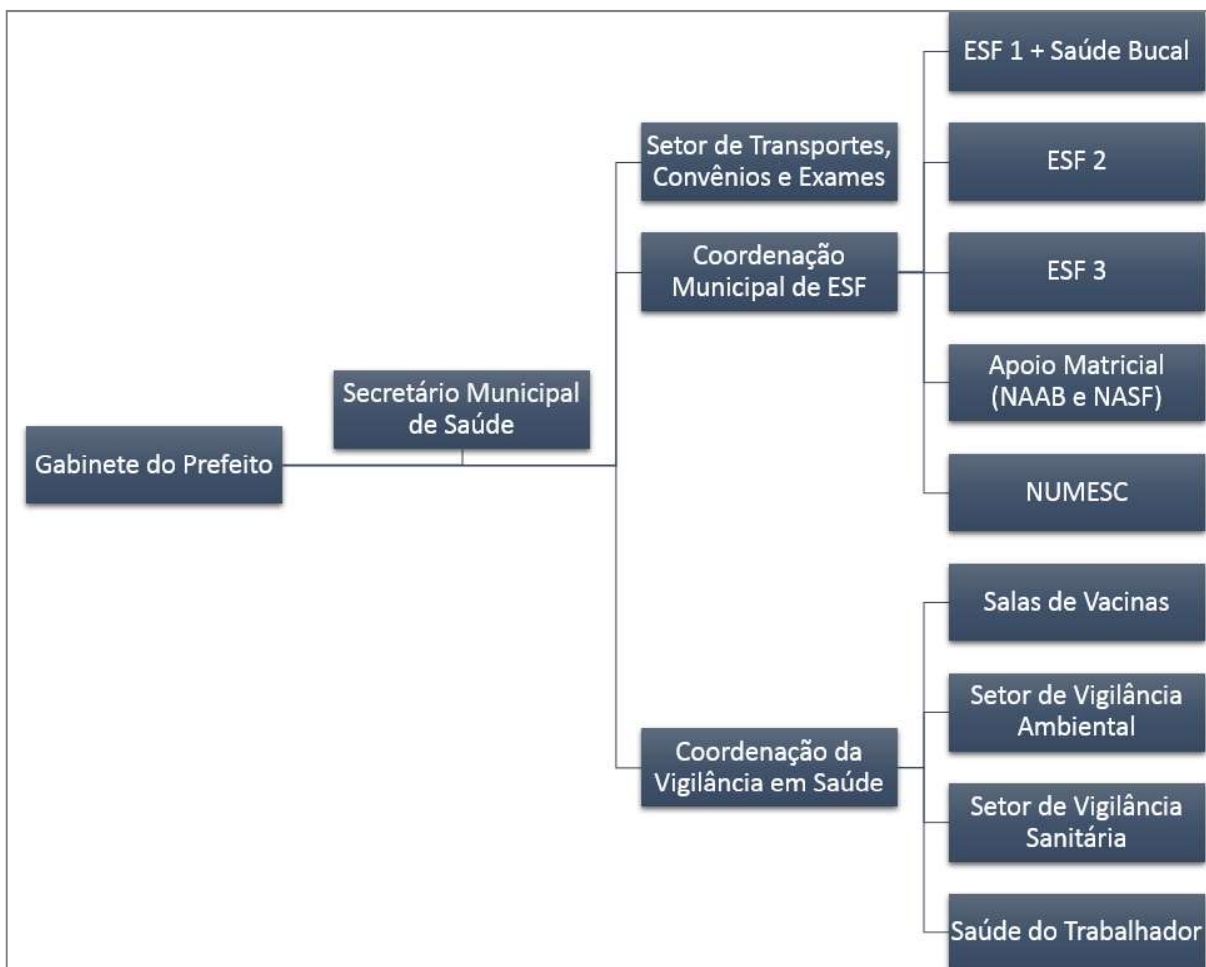 Gabinete do Prefeito
Secretário Municipal
de Saúde
Setor de Transportes,
Convênios e Exames
Coordenação
Municipal de ESF
ESF 1 + Saúde Bucal
ESF 2
ESF 3
Apoio Matricial
(NAAB e NASF)
NUMESC
Coordenação da
Vigilância em Saúde
Salas de Vacinas
Setor de Vigilância
Ambiental
Setor de Vigilância
Sanitária
Saúde do Trabalhador